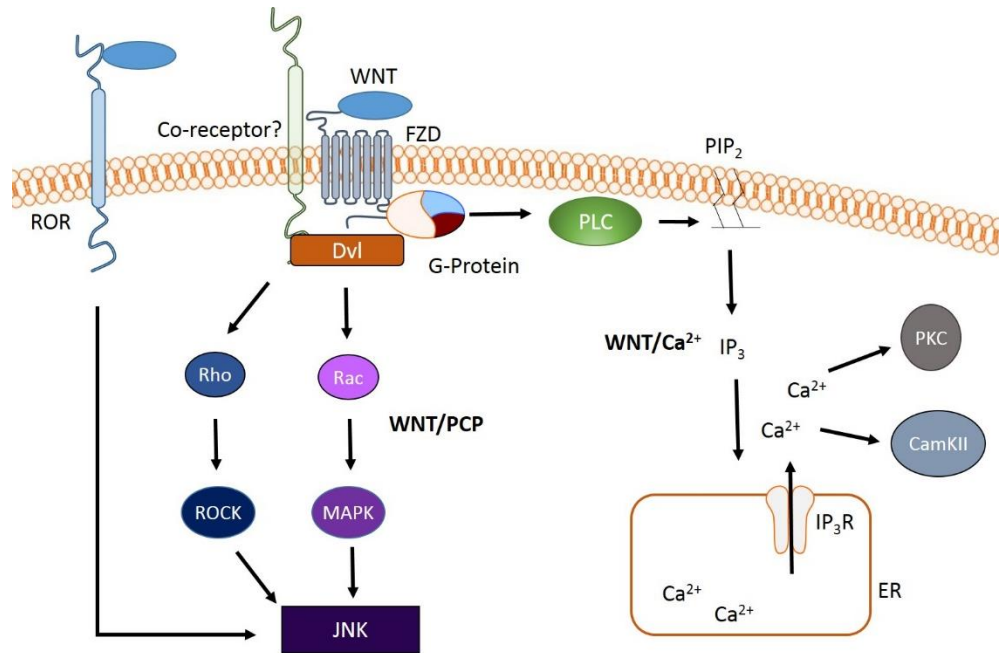 WNT
Co-receptor?
FZD
PIP₂
ROR
Dvl
G-Protein
PLC
WNT/Ca²⁺
IP₃
PKC
Rho
Rac
Ca²⁺
WNT/PCP
Ca²⁺
CamKII
ROCK
MAPK
IP₃R
Ca²⁺
Ca²⁺
ER
JNK